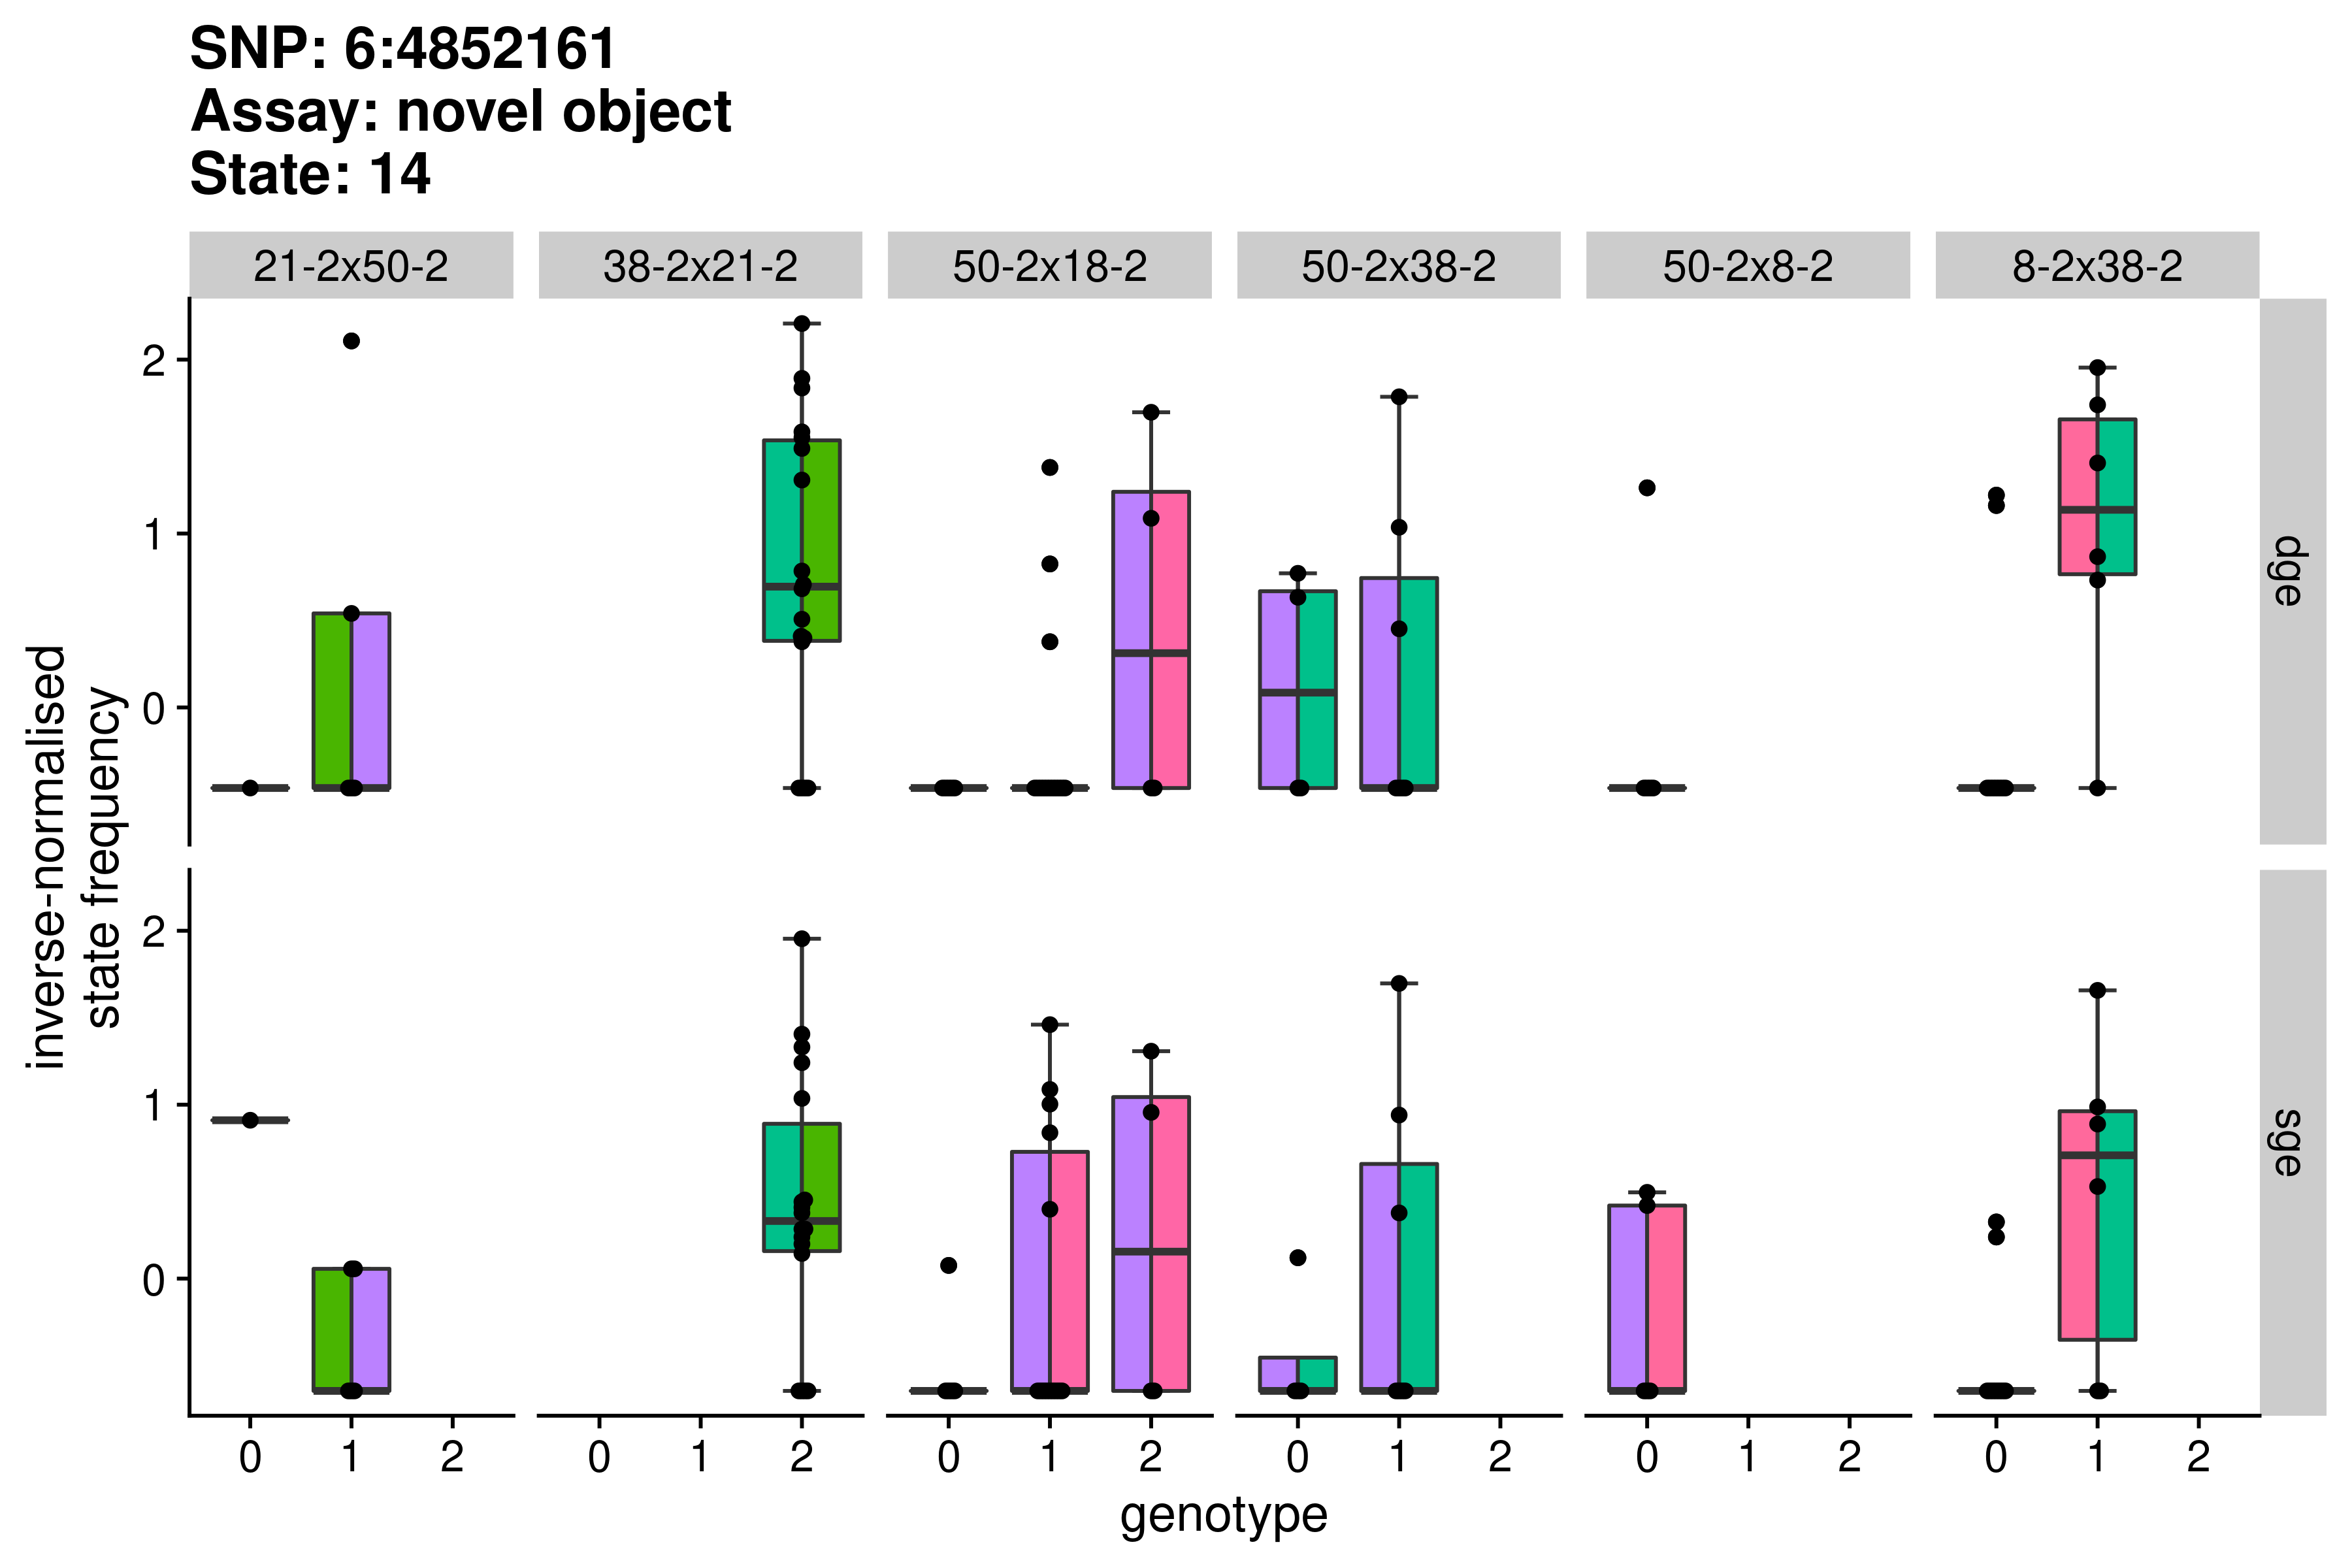 SNP: 6:4852161
Assay: novel object
State: 14
21-2x50-2
38-2x21-2
50-2x18-2
50-2x38-2
50-2x8-2
8-2x38-2
2
1
0
dge
inverse-normalised
state frequency
2
1
0
sge
0 1 2
0 1 2
0 1 2
0 1 2
0 1 2
0 1 2
genotype